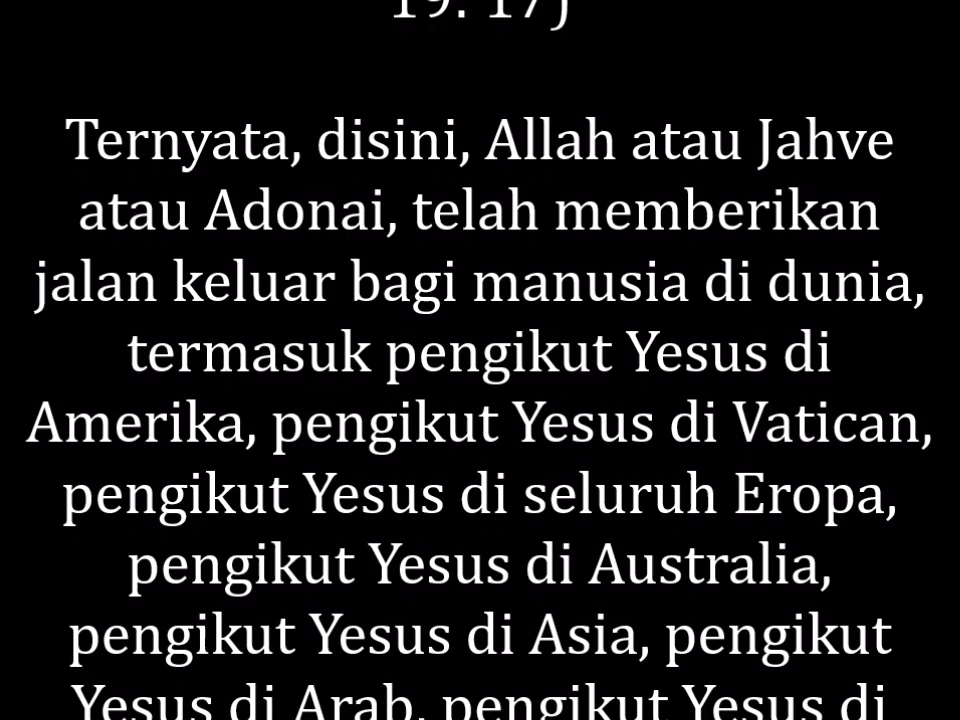 19: 17)
Ternyata, disini, Allah atau Jahve
atau Adonai, telah memberikan
jalan keluar bagi manusia di dunia,
termasuk pengikut Yesus di
Amerika, pengikut Yesus di Vatican,
pengikut Yesus di seluruh Eropa,
pengikut Yesus di Australia,
pengikut Yesus di Asia, pengikut
Yesus di Arab, pengikut Yesus di